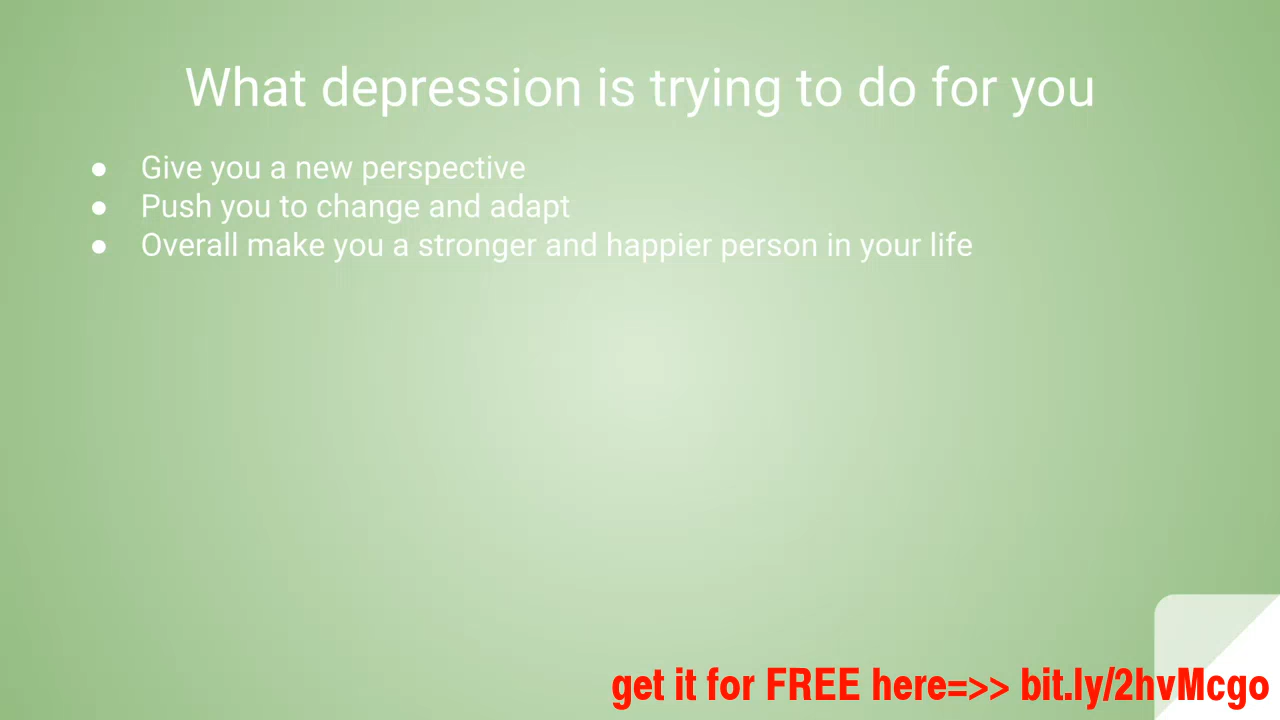 What depression is trying to do for you
● Give you a new perspective
● Push you to change and adapt
● Overall make you a stronger and happier person in your life
get it for FREE here=>> bit.ly/2hvMcgo